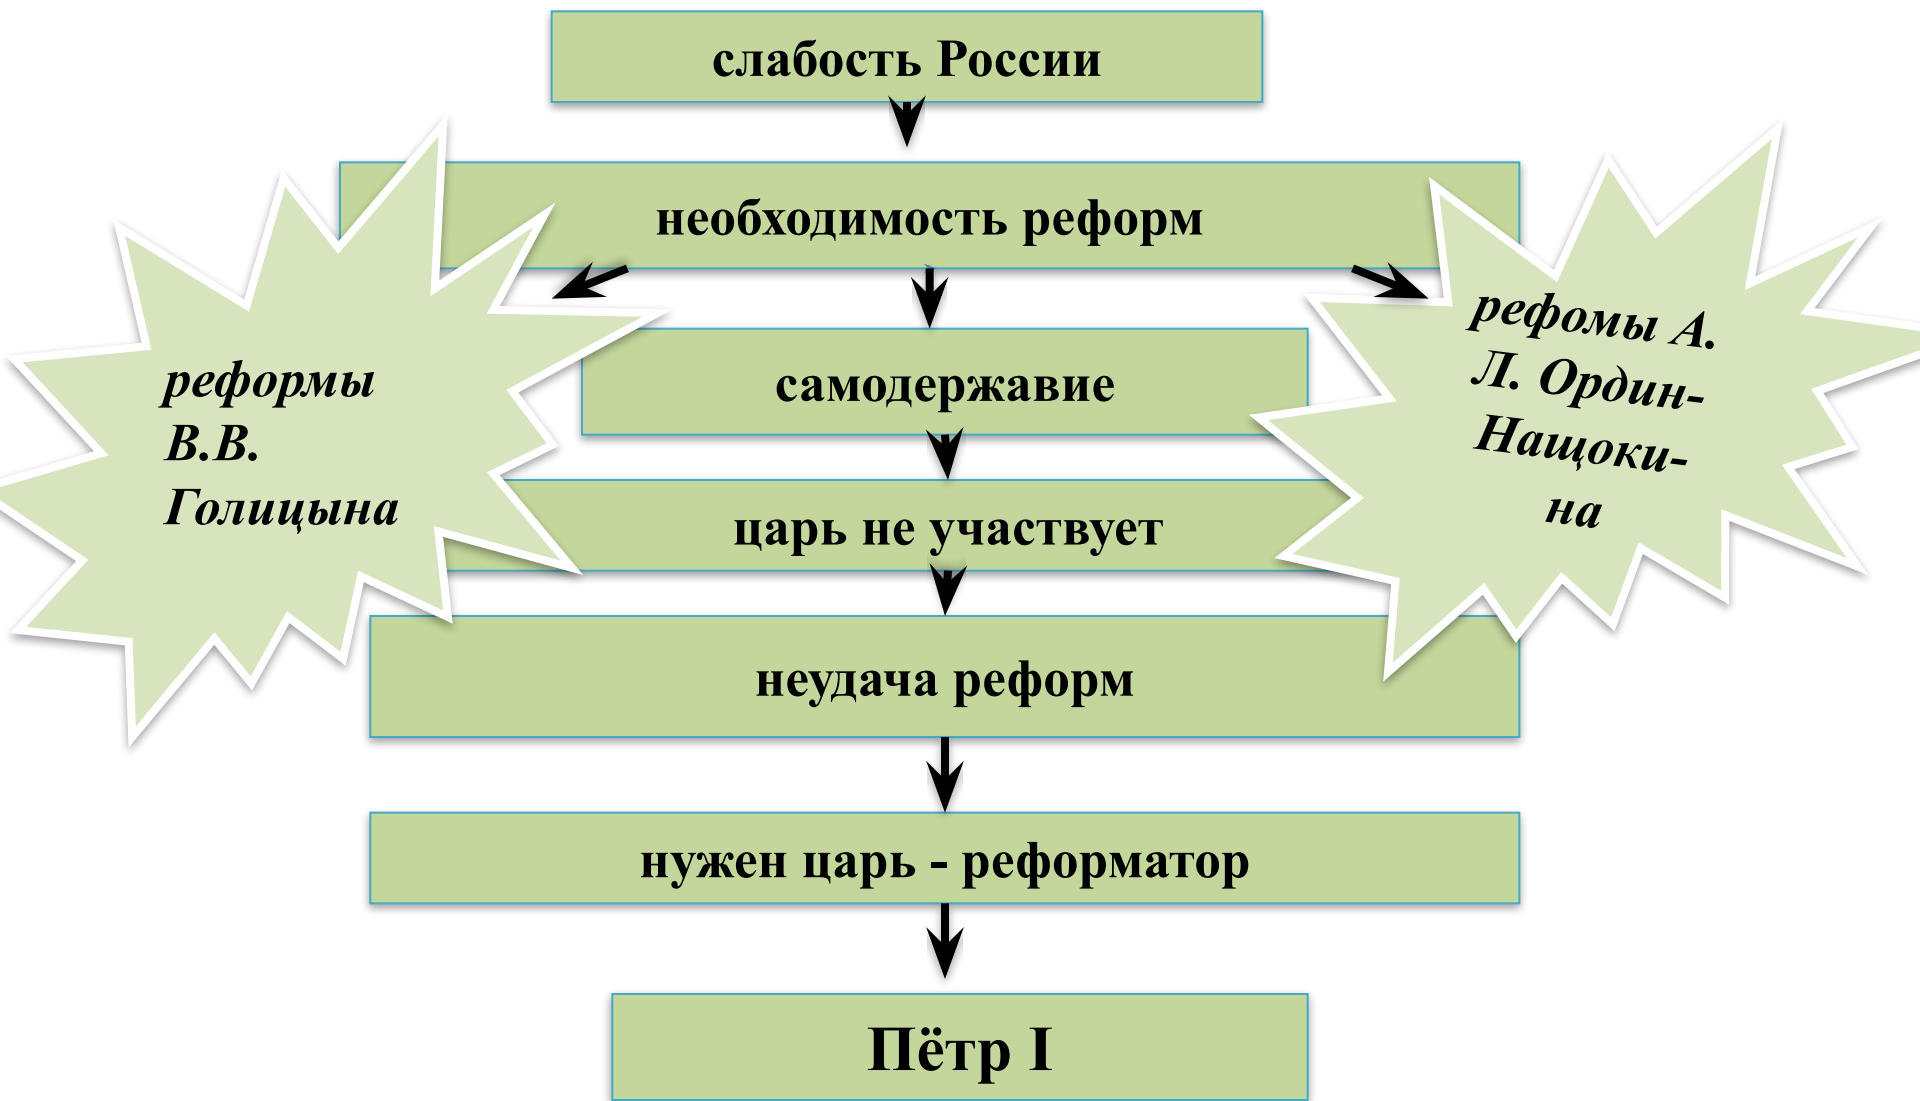 слабость России
необходимость реформ
реформы
В.В.
Голицына
рефомы А.
Л. Ордин-
Нащоки-
на
самодержавие
царь не участвует
неудача реформ
нужен царь - реформатор
Пётр I